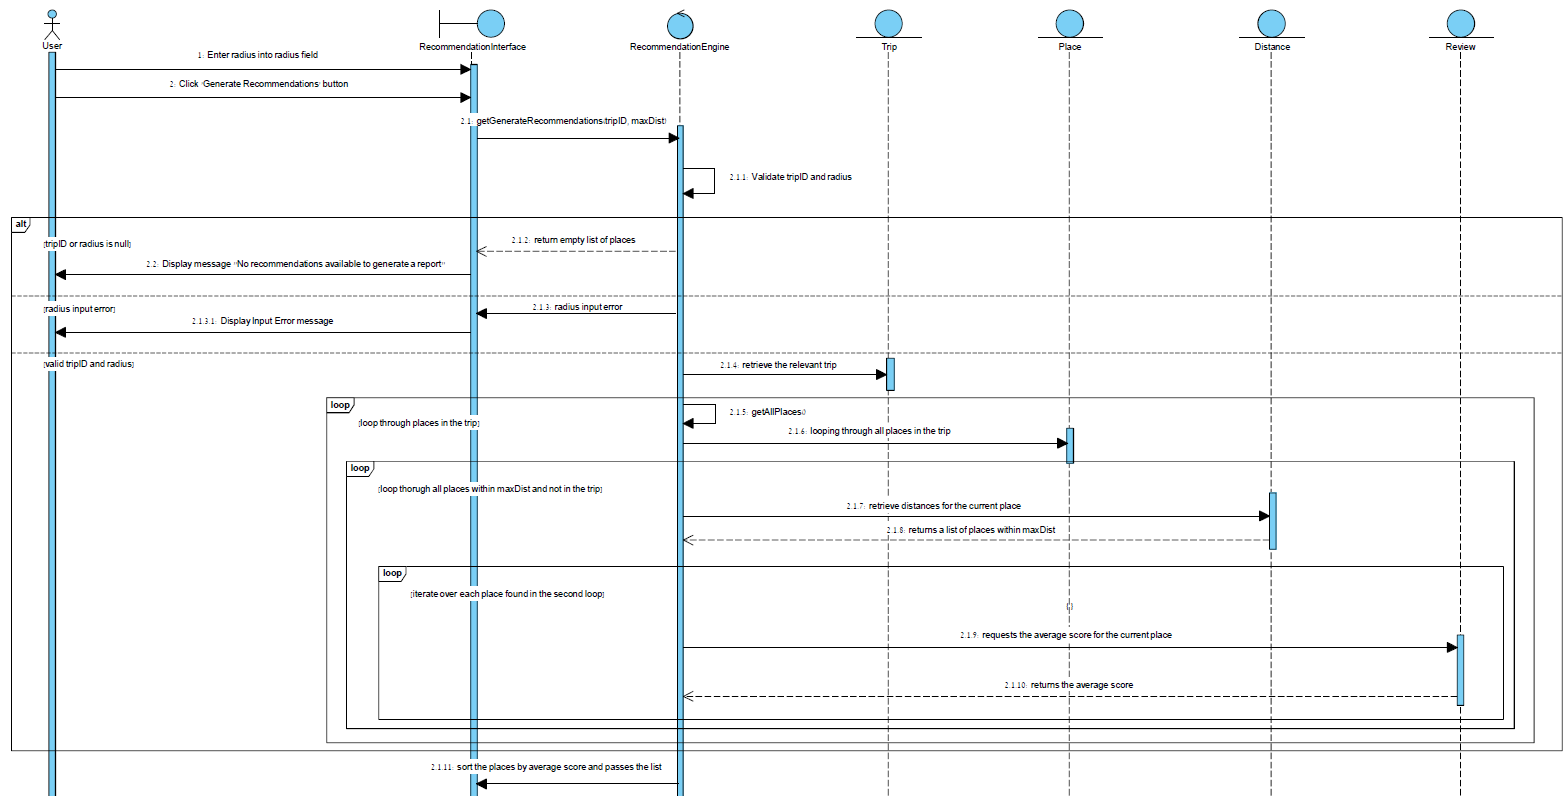 User
RecommendationInterface
RecommendationEngine
Trip
Place
Distance
Review
1: Enter radius into radius field
2: Click 'Generate Recommendations' button
2.1: getGenerateRecommendations(tripID, maxDist)
2.1.1: Validate tripID and radius
alt
[tripID or radius is null]
2.1.2: return empty list of places
2.2: Display message "No recommendations available to generate a report"
[radius input error]
2.1.3: radius input error
2.1.3.1: Display Input Error message
[valid tripID and radius]
2.1.4: retrieve the relevant trip
loop
[loop through places in the trip]
2.1.5: getAllPlaces()
2.1.6: looping through all places in the trip
loop
[loop thorugh all places within maxDist and not in the trip]
2.1.7: retrieve distances for the current place
2.1.8: returns a list of places within maxDist
loop
[iterate over each place found in the second loop]
2.1.9: requests the average score for the current place
2.1.10: returns the average score
2.1.11: sort the places by average score and passes the list